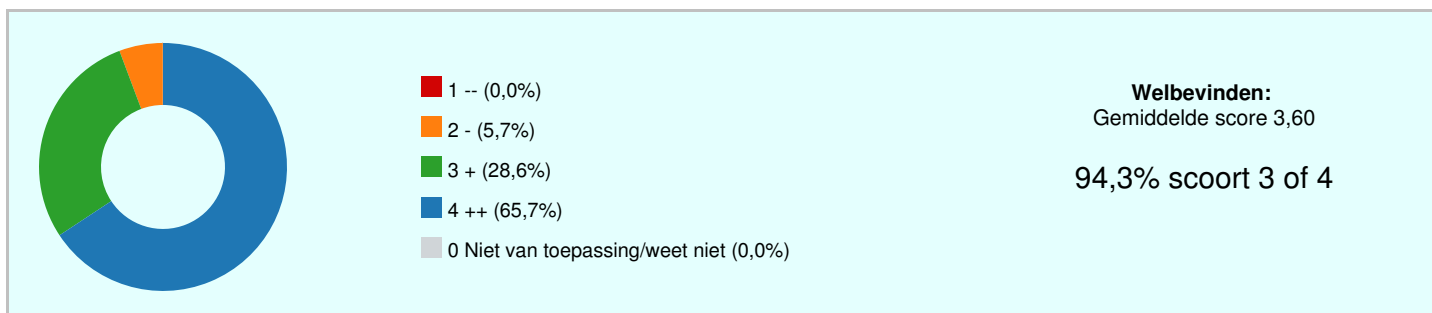 1 -- (0,0%)
2 - (5,7%)
3 + (28,6%)
4 ++ (65,7%)
0 Niet van toepassing/weet niet (0,0%)
Welbevinden:
Gemiddelde score 3,60
94,3% scoort 3 of 4